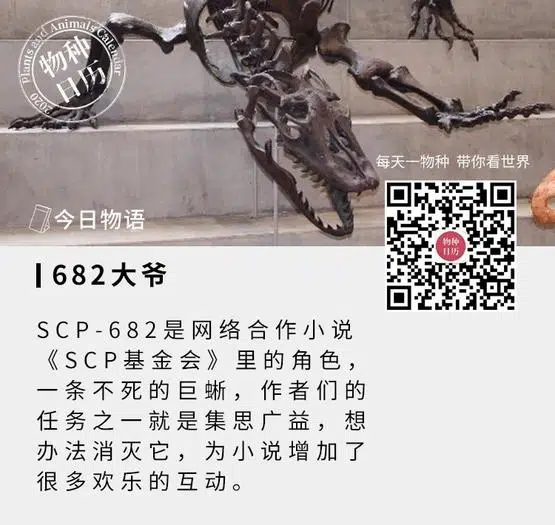 Plants and Animals Calendar
物种
日历
2020
每天一物种 带你看世界
物种
日历
今日物语
682大爷
SCP-682是网络合作小说
《SCP基金会》里的角色，
一条不死的巨蜥，作者们的
任务之一就是集思广益，想
办法消灭它，为小说增加了
很多欢乐的互动。